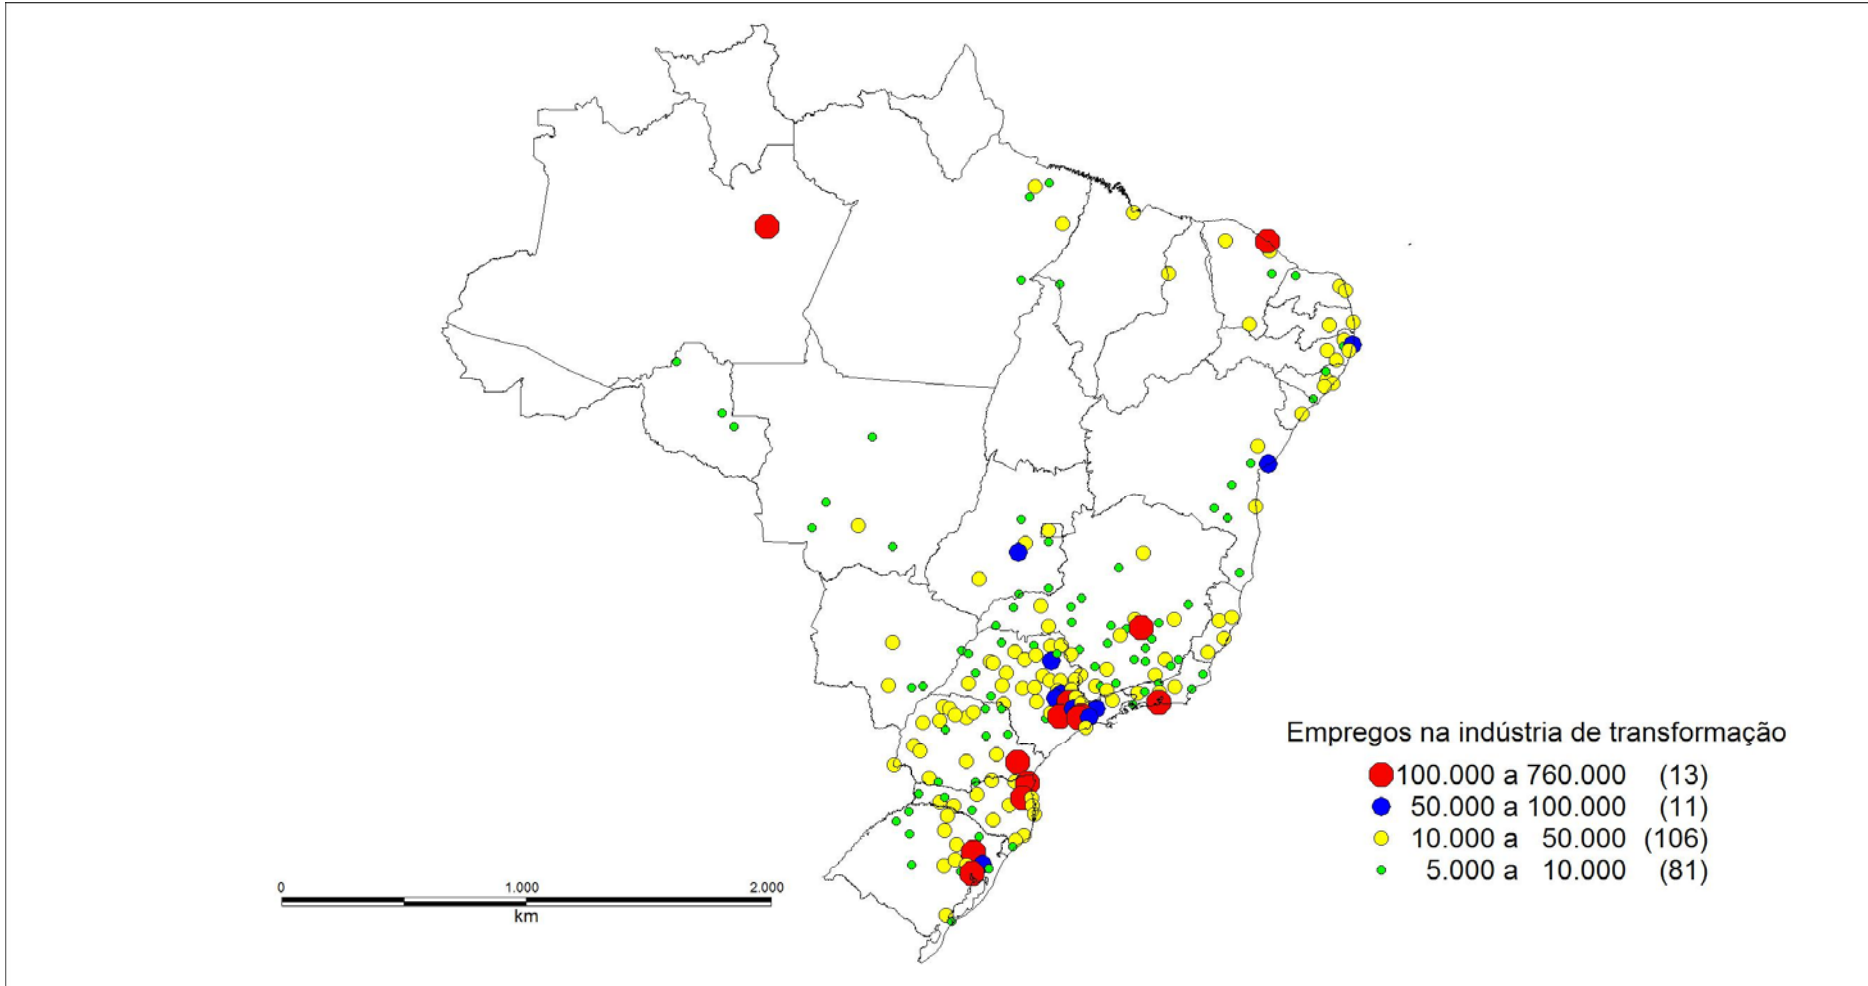 Empregos na indústria de transformação
100.000 a 760.000 (13)
50.000 a 100.000 (11)
10.000 a 50.000 (106)
5.000 a 10.000 (81)
0 1.000 2.000
km